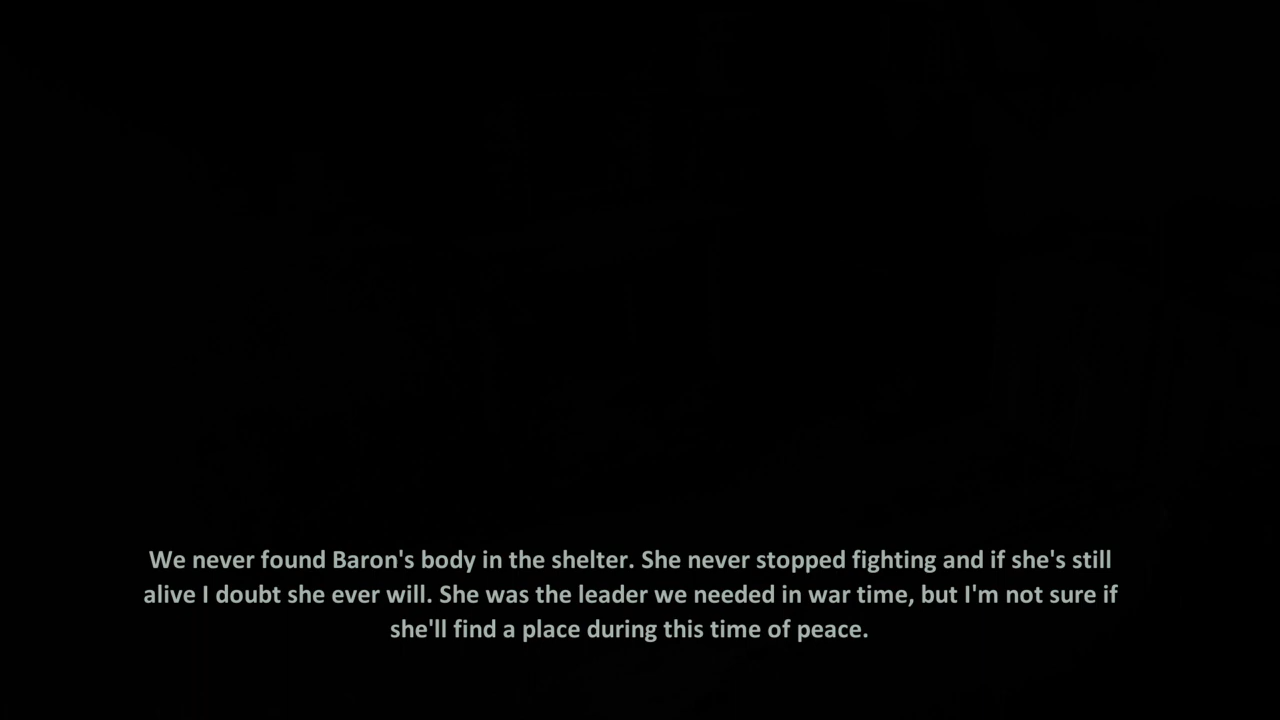 We never found Baron's body in the shelter. She never stopped fighting and if she's still
alive I doubt she ever will. She was the leader we needed in war time, but I'm not sure if
she'll find a place during this time of peace.